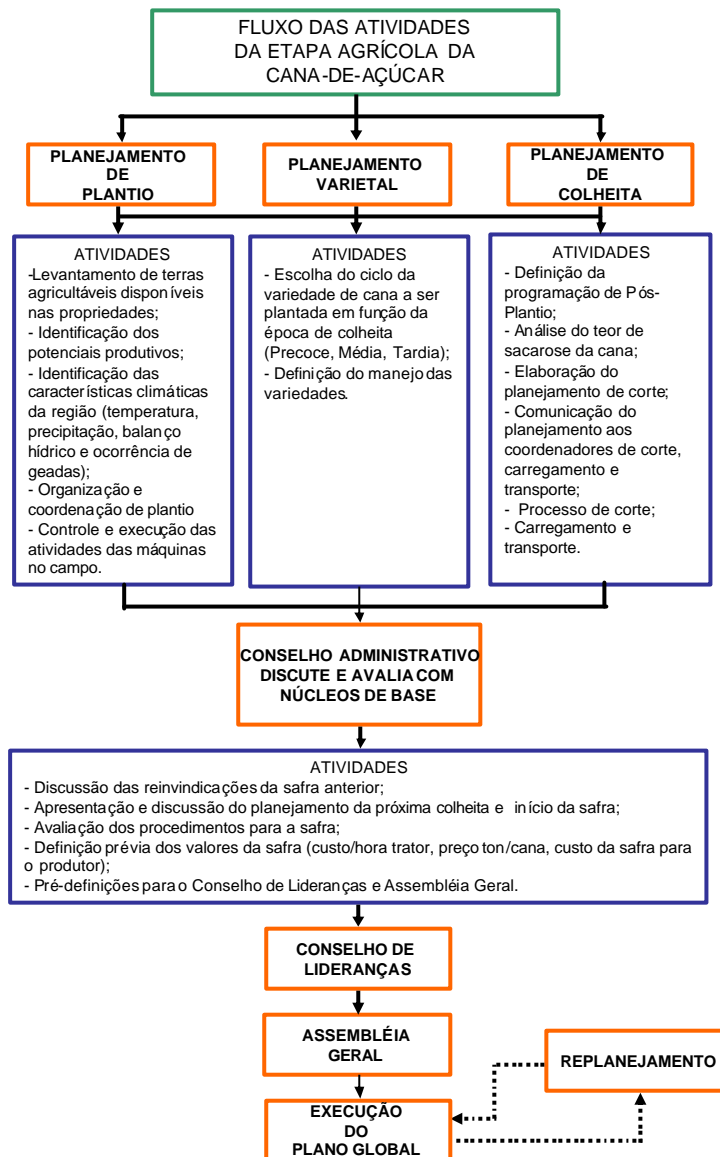 FLUXO DAS ATIVIDADES
DA ETAPA AGRÍCOLA DA
CANA-DE-AÇÚCAR
PLANEJAMENTO
DE
PLANTIO
PLANEJAMENTO
VARIETAL
PLANEJAMENTO
DE
COLHEITA
ATIVIDADES
-Levantamento de terras
agricultáveis disponíveis
nas propriedades;
- Identificação dos
potenciais produtivos;
- Identificação das
características climáticas
da região (temperatura,
precipitação, balanço
hídrico e ocorrência de
geadas);
- Organização e
coordenação de plantio
- Controle e execução das
atividades das máquinas
no campo.
ATIVIDADES
- Escolha do ciclo da
variedade de cana a ser
plantada em função da
época de colheita
(Precoce, Média, Tardia);
- Definição do manejo das
variedades.
ATIVIDADES
- Definição da
programação de Pós-
Plantio;
- Análise do teor de
sacarose da cana;
- Elaboração do
planejamento de corte;
- Comunicação do
planejamento aos
coordenadores de corte,
carregamento e
transporte;
- Processo de corte;
- Carregamento e
transporte.
CONSELHO ADMINISTRATIVO
DISCUTE E AVALIA COM
NÚCLEOS DE BASE
ATIVIDADES
- Discussão das reinvindicações da safra anterior;
- Apresentação e discussão do planejamento da próxima colheita e início da safra;
- Avaliação dos procedimentos para a safra;
- Definição prévia dos valores da safra (custo/hora trator, preço ton/cana, custo da safra para
o produtor);
- Pré-definições para o Conselho de Lideranças e Assembléia Geral.
CONSELHO DE
LIDERANÇAS
ASSEMBLÉIA
GERAL
REPLANEJAMENTO
EXECUÇÃO
DO
PLANO GLOBAL